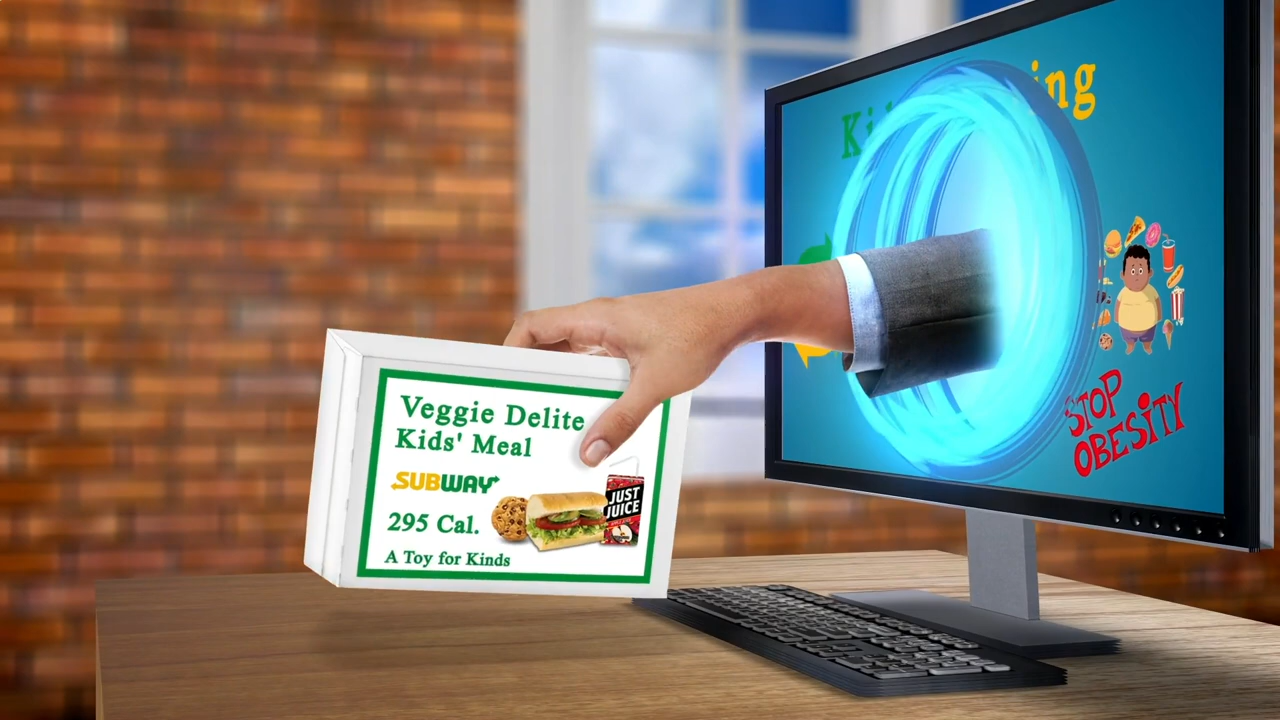 Veggie Delite
Kids' Meal
SUBWAY
295 Cal.
A Toy for Kinds
JUST
JUICE
STOP
OBESITY